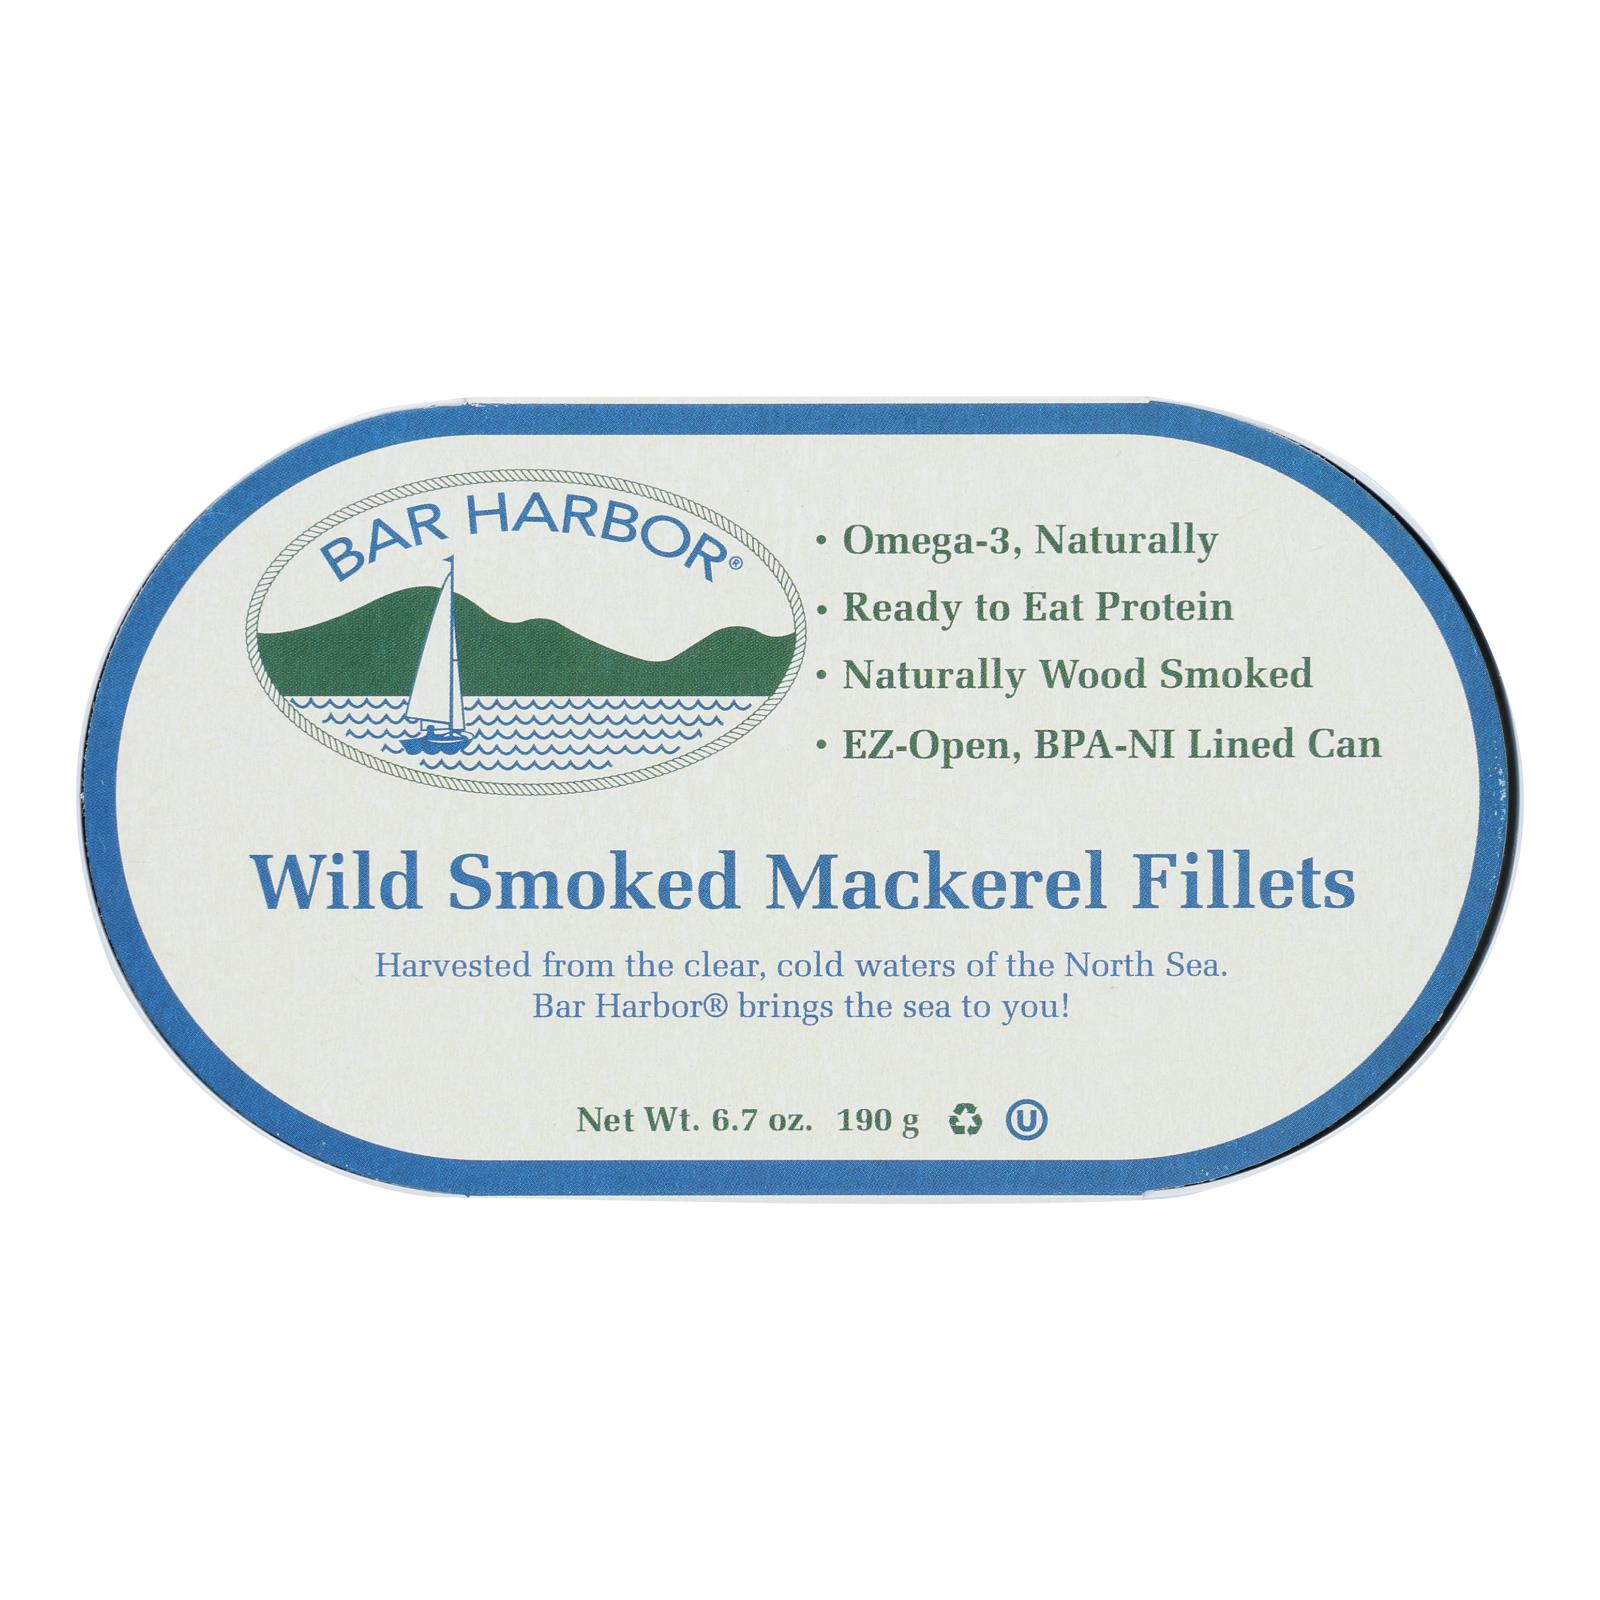 BAR HARBOR®
• Omega-3, Naturally
• Ready to Eat Protein
• Naturally Wood Smoked
• EZ-Open, BPA-NI Lined Can
Wild Smoked Mackerel Fillets
Harvested from the clear, cold waters of the North Sea.
Bar Harbor® brings the sea to you!
Net Wt. 6.7 oz. 190 g U